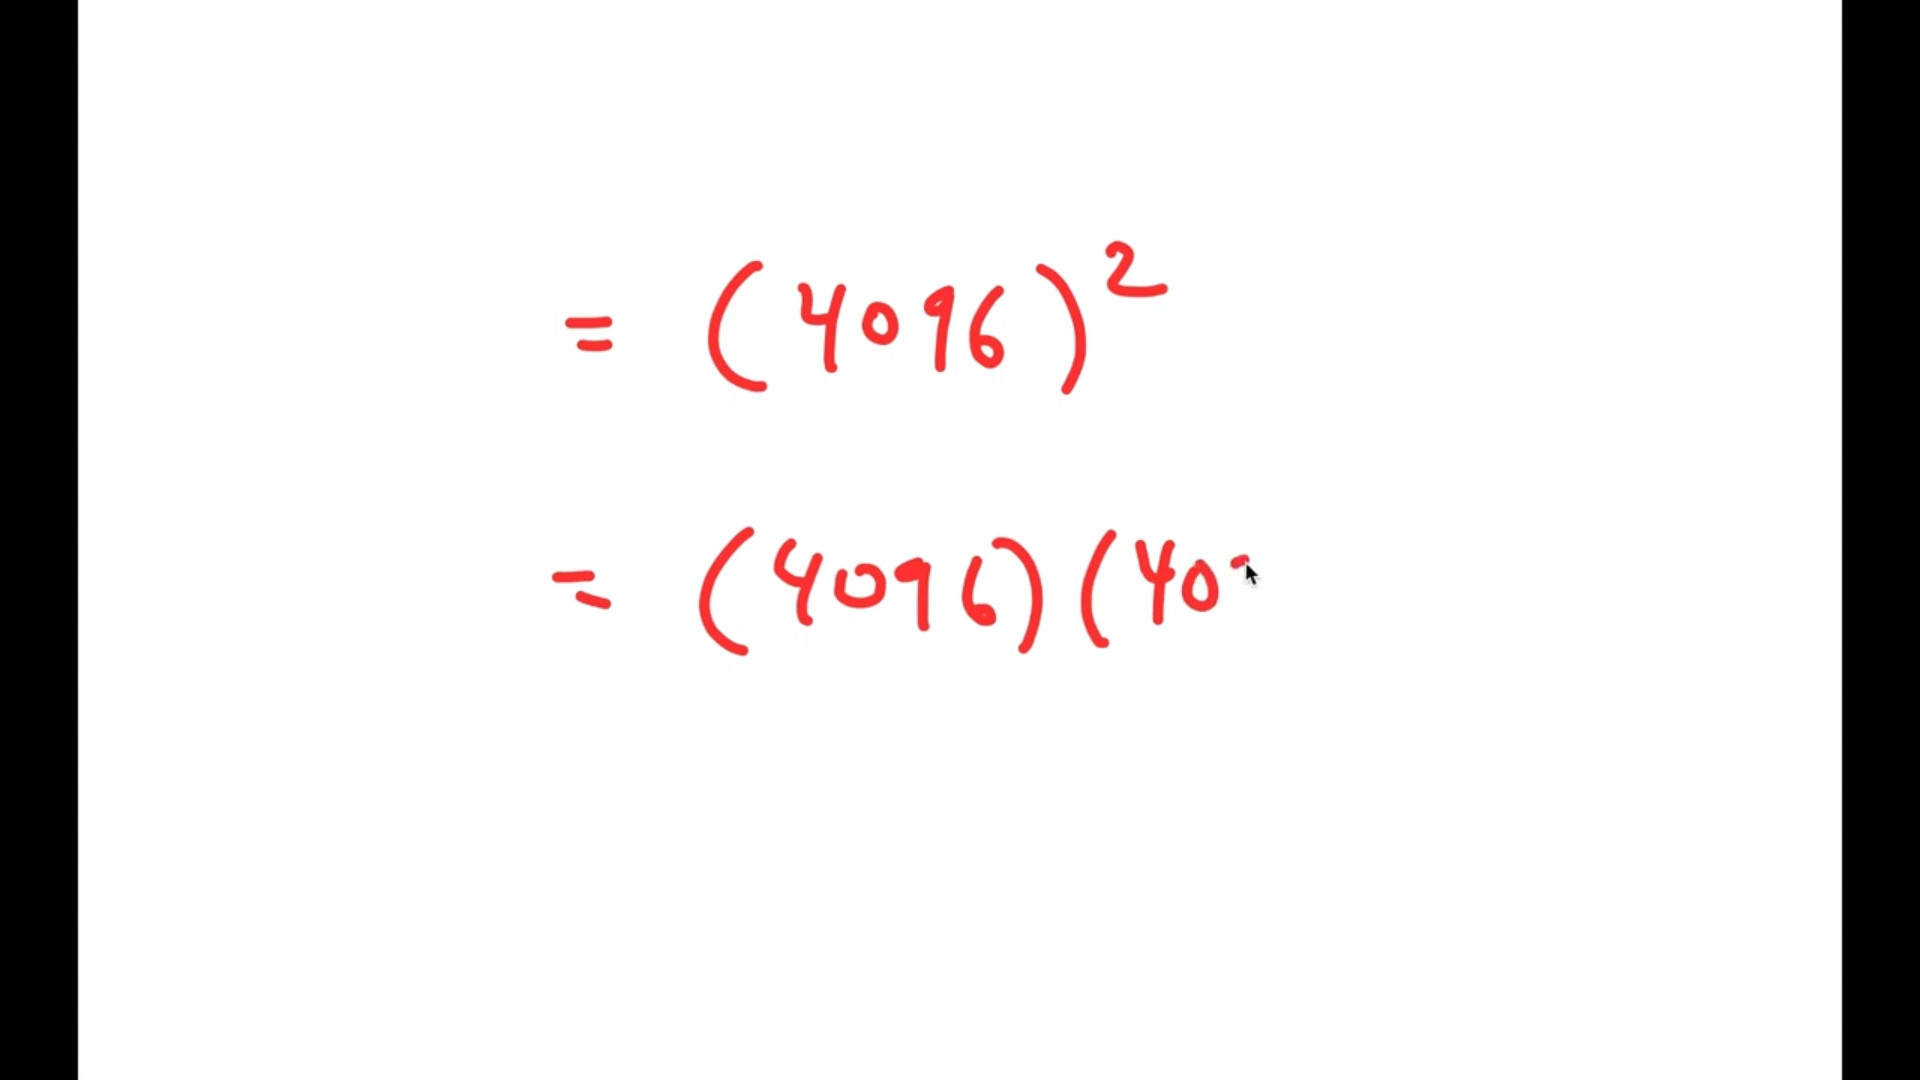 = (4096)²
= (4096)(40